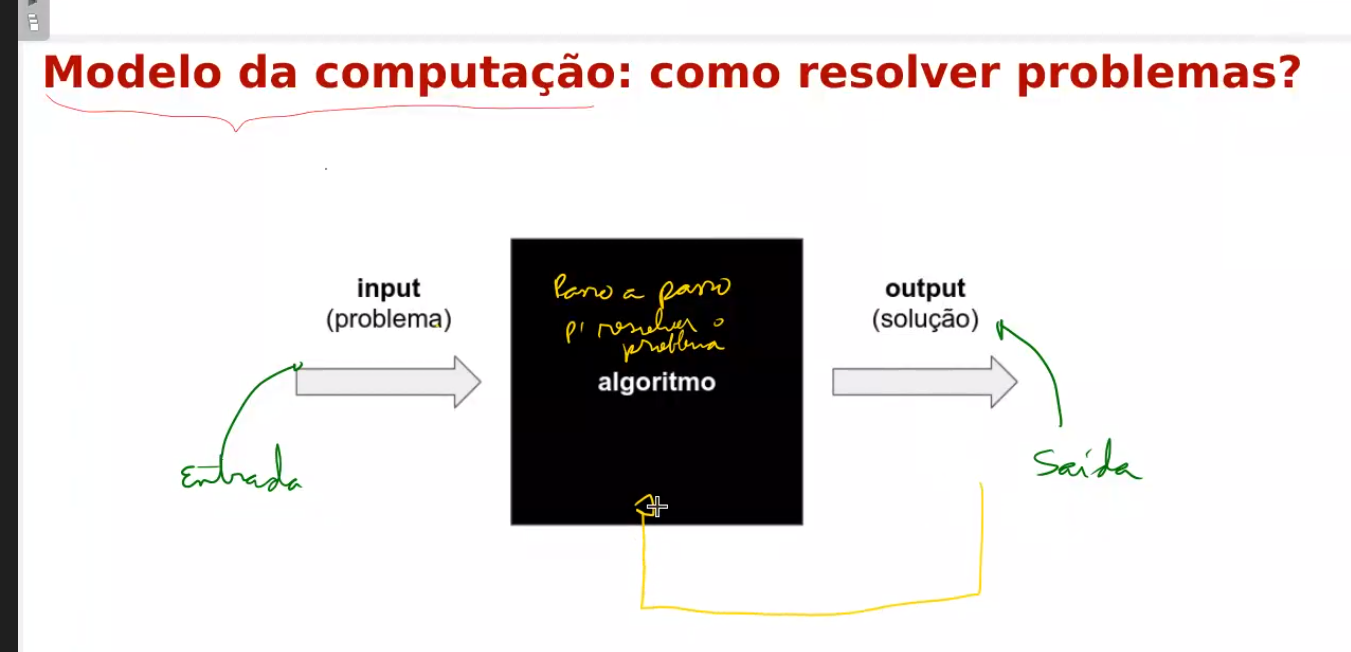 Modelo da computação: como resolver problemas?
input
(problema)
Passo a passo
p' resolver o
problema
algoritmo
output
(solução)
Entrada
Saída